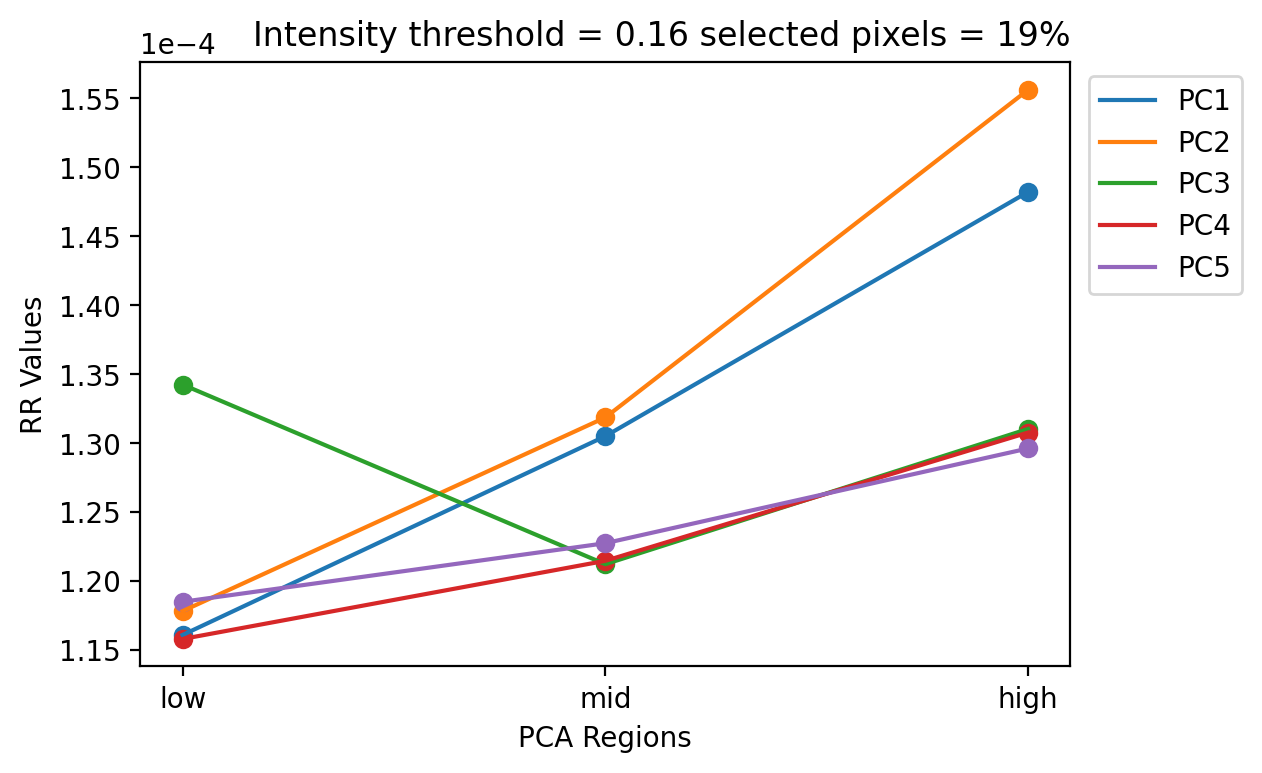 1e−4
Intensity threshold = 0.16 selected pixels = 19%
1.55
1.50
1.45
1.40
1.35
1.30
1.25
1.20
1.15
RR Values
low
mid
high
PCA Regions
PC1
PC2
PC3
PC4
PC5